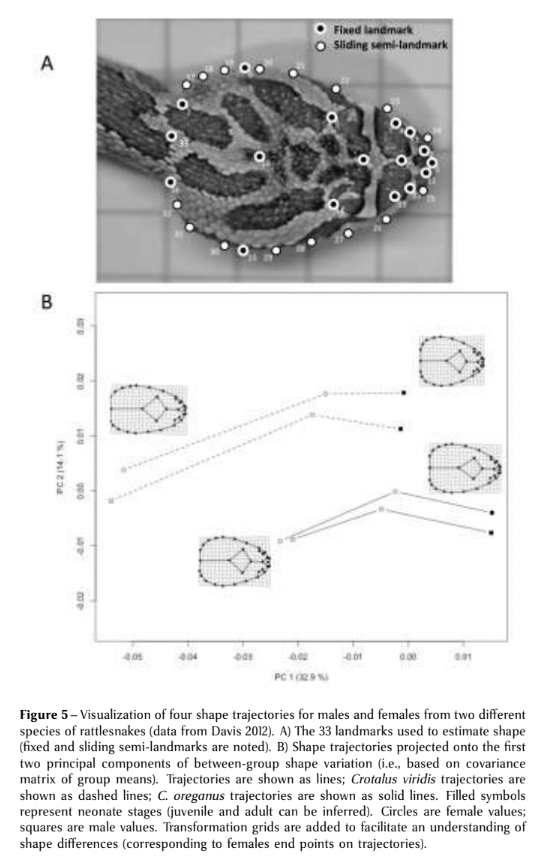 A
Fixed landmark
Sliding semi-landmark
B
PC 2 (14.1 %)
0.03
0.02
0.01
0.00
-0.01
-0.02
-0.05
-0.04
-0.03
-0.02
-0.01
0.00
0.01
PC 1 (32.9 %)
Figure 5 – Visualization of four shape trajectories for males and females from two different
species of rattlesnakes (data from Davis 2012). A) The 33 landmarks used to estimate shape
(fixed and sliding semi-landmarks are noted). B) Shape trajectories projected onto the first
two principal components of between-group shape variation (i.e., based on covariance
matrix of group means). Trajectories are shown as lines; Crotalus viridis trajectories are
shown as dashed lines; C. oreganus trajectories are shown as solid lines. Filled symbols
represent neonate stages (juvenile and adult can be inferred). Circles are female values;
squares are male values. Transformation grids are added to facilitate an understanding of
shape differences (corresponding to females end points on trajectories).